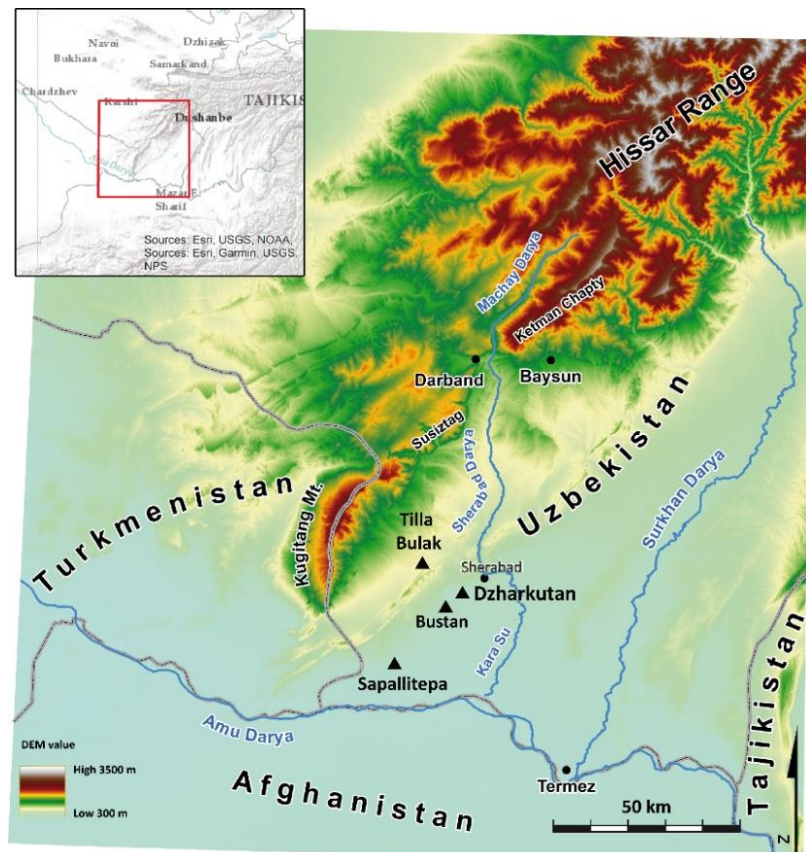 Navoi
Dzhizak
Bukhara
Samarkand
Chardzhev
Karshi
TAJIKIS
Dushanbe
Amu Darya
Mazar-E
Sharif
Sources: Esri, USGS, NOAA,
Sources: Esri, Garmin, USGS,
NPS
Hissar Range
Machay Darya
Ketman Chapty
Darband
Baysun
Susiztag
Sherabad Darya
Uzbekistan
Surkhan Darya
Turkmenistan
Kugitang Mt.
Tilla
Bulak
Sherabad
Dzharkutan
Bustan
Kara Su
Sapallitepa
Amu Darya
Tajikistan
DEM value
High 3500 m
Low 300 m
Afghanistan
Termez
50 km
N